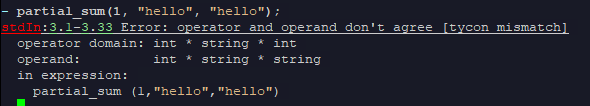 - partial_sum(1, "hello", "hello");
stdIn:3.1-3.33 Error: operator and operand don't agree [tycon mismatch]
  operator domain: int * string * int
  operand:         int * string * string
  in expression:
    partial_sum (1,"hello","hello")